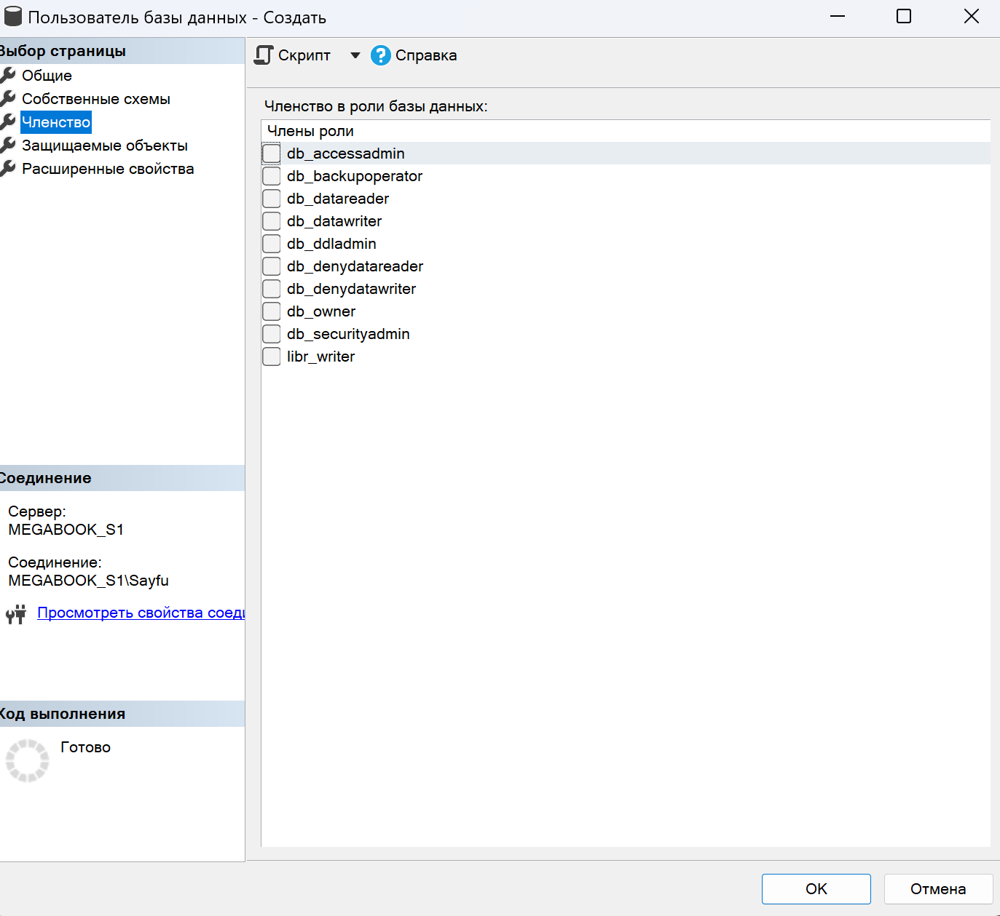 Пользователь базы данных - Создать
Выбор страницы
Общие
Собственные схемы
Членство
Защищаемые объекты
Расширенные свойства
Соединение
Сервер:
MEGABOOK_S1
Соединение:
MEGABOOK_S1\Sayfu
Просмотреть свойства соеди
Код выполнения
Готово
Скрипт
Справка
Членство в роли базы данных:
Члены роли
db_accessadmin
db_backupoperator
db_datareader
db_datawriter
db_ddladmin
db_denydatareader
db_denydatawriter
db_owner
db_securityadmin
libr_writer
OK
Отмена